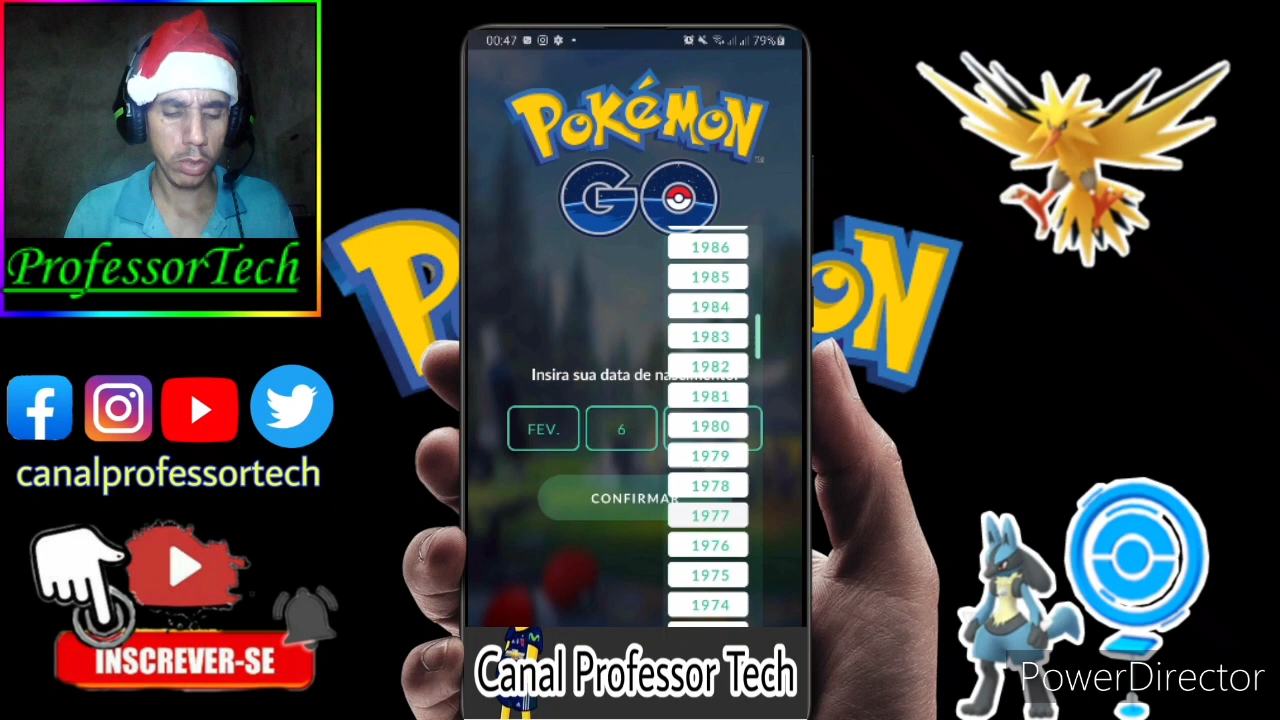 ProfessorTech
canalprofessortech
INSCREVER-SE
00:47
79%
POKÉMON
GO
1986
1985
1984
1983
1982
Insira sua data de nascimento:
1981
FEV.
6
1980
1979
1978
CONFIRMAR
1977
1976
1975
1974
Canal Professor Tech
PowerDirector